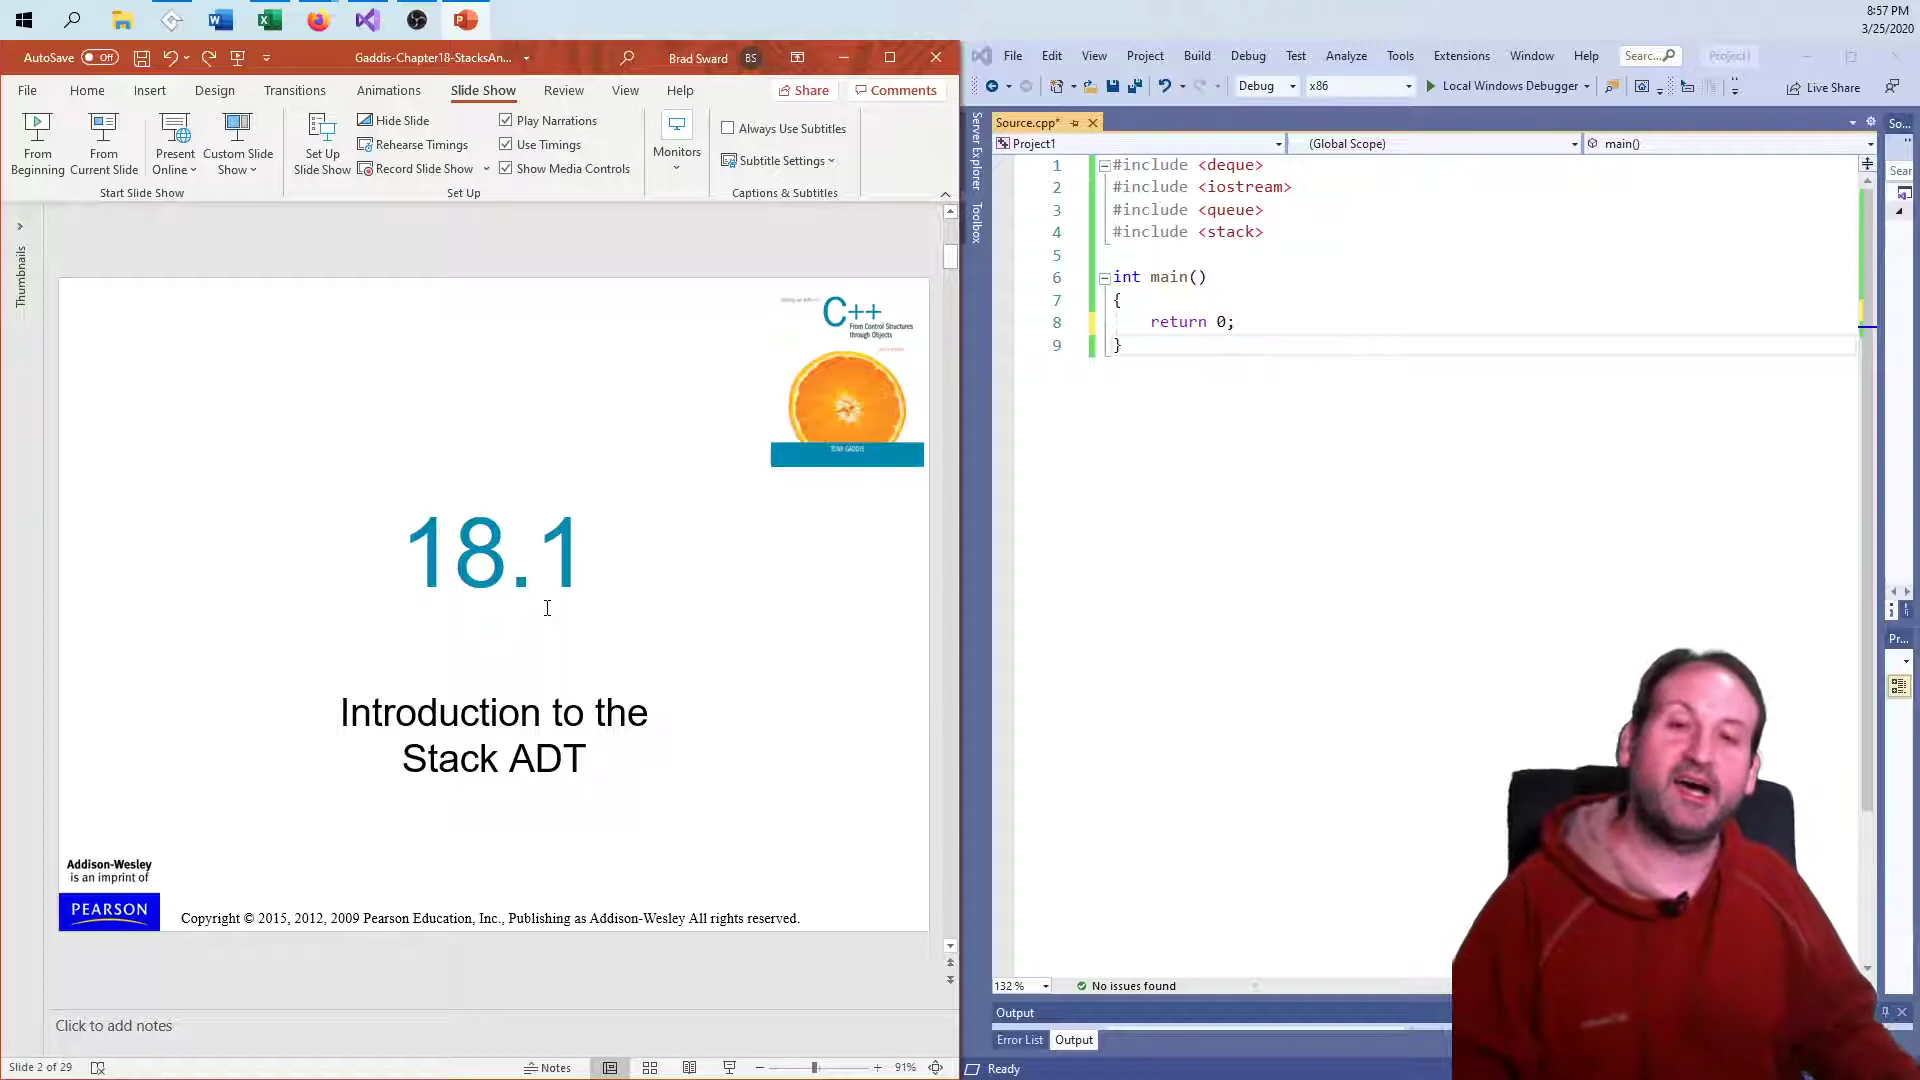 8:57 PM
3/25/2020
AutoSave Off
Gaddis-Chapter18-StacksAn...
Brad Sward BS
File Home Insert Design Transitions Animations Slide Show Review View Help
Share
Comments
From Beginning
From Current Slide
Present Online
Custom Slide Show
Start Slide Show
Set Up Slide Show
Hide Slide
Rehearse Timings
Record Slide Show
Play Narrations
Use Timings
Show Media Controls
Set Up
Monitors
Always Use Subtitles
Subtitle Settings
Captions & Subtitles
Thumbnails
C++
From Control Structures
through Objects
TONY GADDIS
18.1
Introduction to the
Stack ADT
Addison-Wesley
is an imprint of
PEARSON
Copyright © 2015, 2012, 2009 Pearson Education, Inc., Publishing as Addison-Wesley All rights reserved.
Click to add notes
Slide 2 of 29
Notes
91%
File Edit View Project Build Debug Test Analyze Tools Extensions Window Help
Searc...
Project1
Debug
x86
Local Windows Debugger
Live Share
Server Explorer
Toolbox
Source.cpp*
Project1
(Global Scope)
main()
So...
Sear
Pr...
1 #include <deque>
2 #include <iostream>
3 #include <queue>
4 #include <stack>
5
6 int main()
7 {
8 return 0;
9 }
132 %
No issues found
Output
Error List
Output
Ready